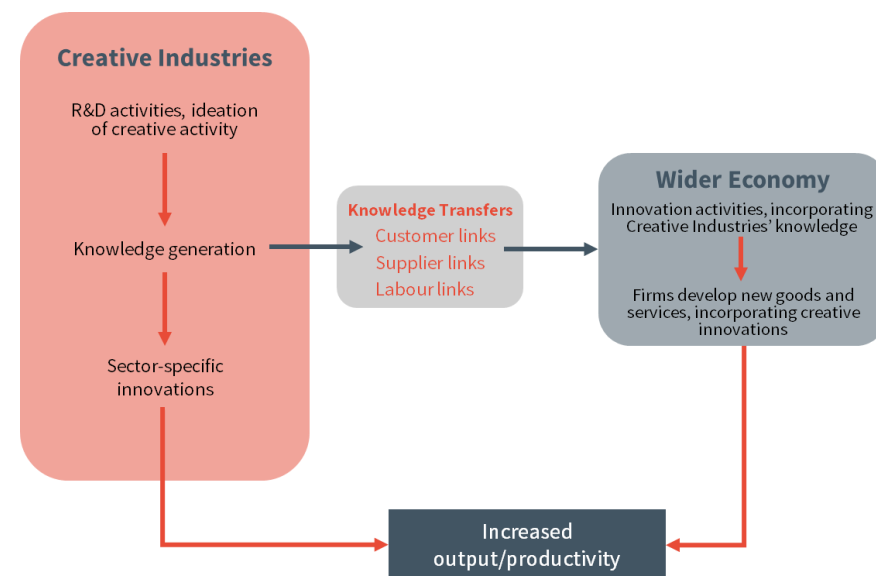 Creative Industries
R&D activities, ideation
of creative activity
Knowledge generation
Sector-specific
innovations
Knowledge Transfers
Customer links
Supplier links
Labour links
Wider Economy
Innovation activities, incorporating
Creative Industries’ knowledge
Firms develop new goods and
services, incorporating creative
innovations
Increased
output/productivity